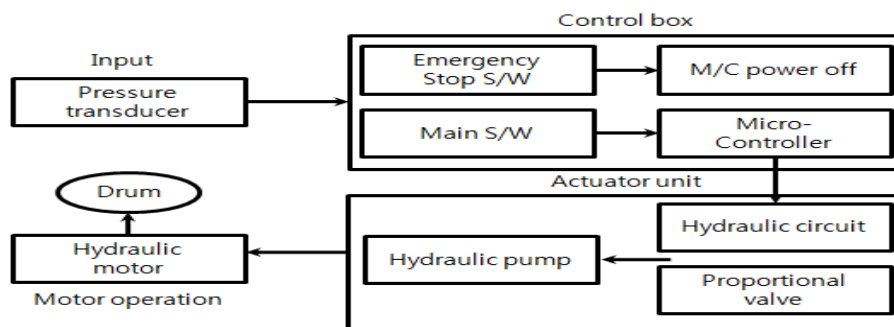 Control box
Input
Pressure
transducer
Emergency
Stop S/W
M/C power off
Main S/W
Micro-
Controller
Actuator unit
Drum
Hydraulic
motor
Motor operation
Hydraulic pump
Hydraulic circuit
Proportional
valve